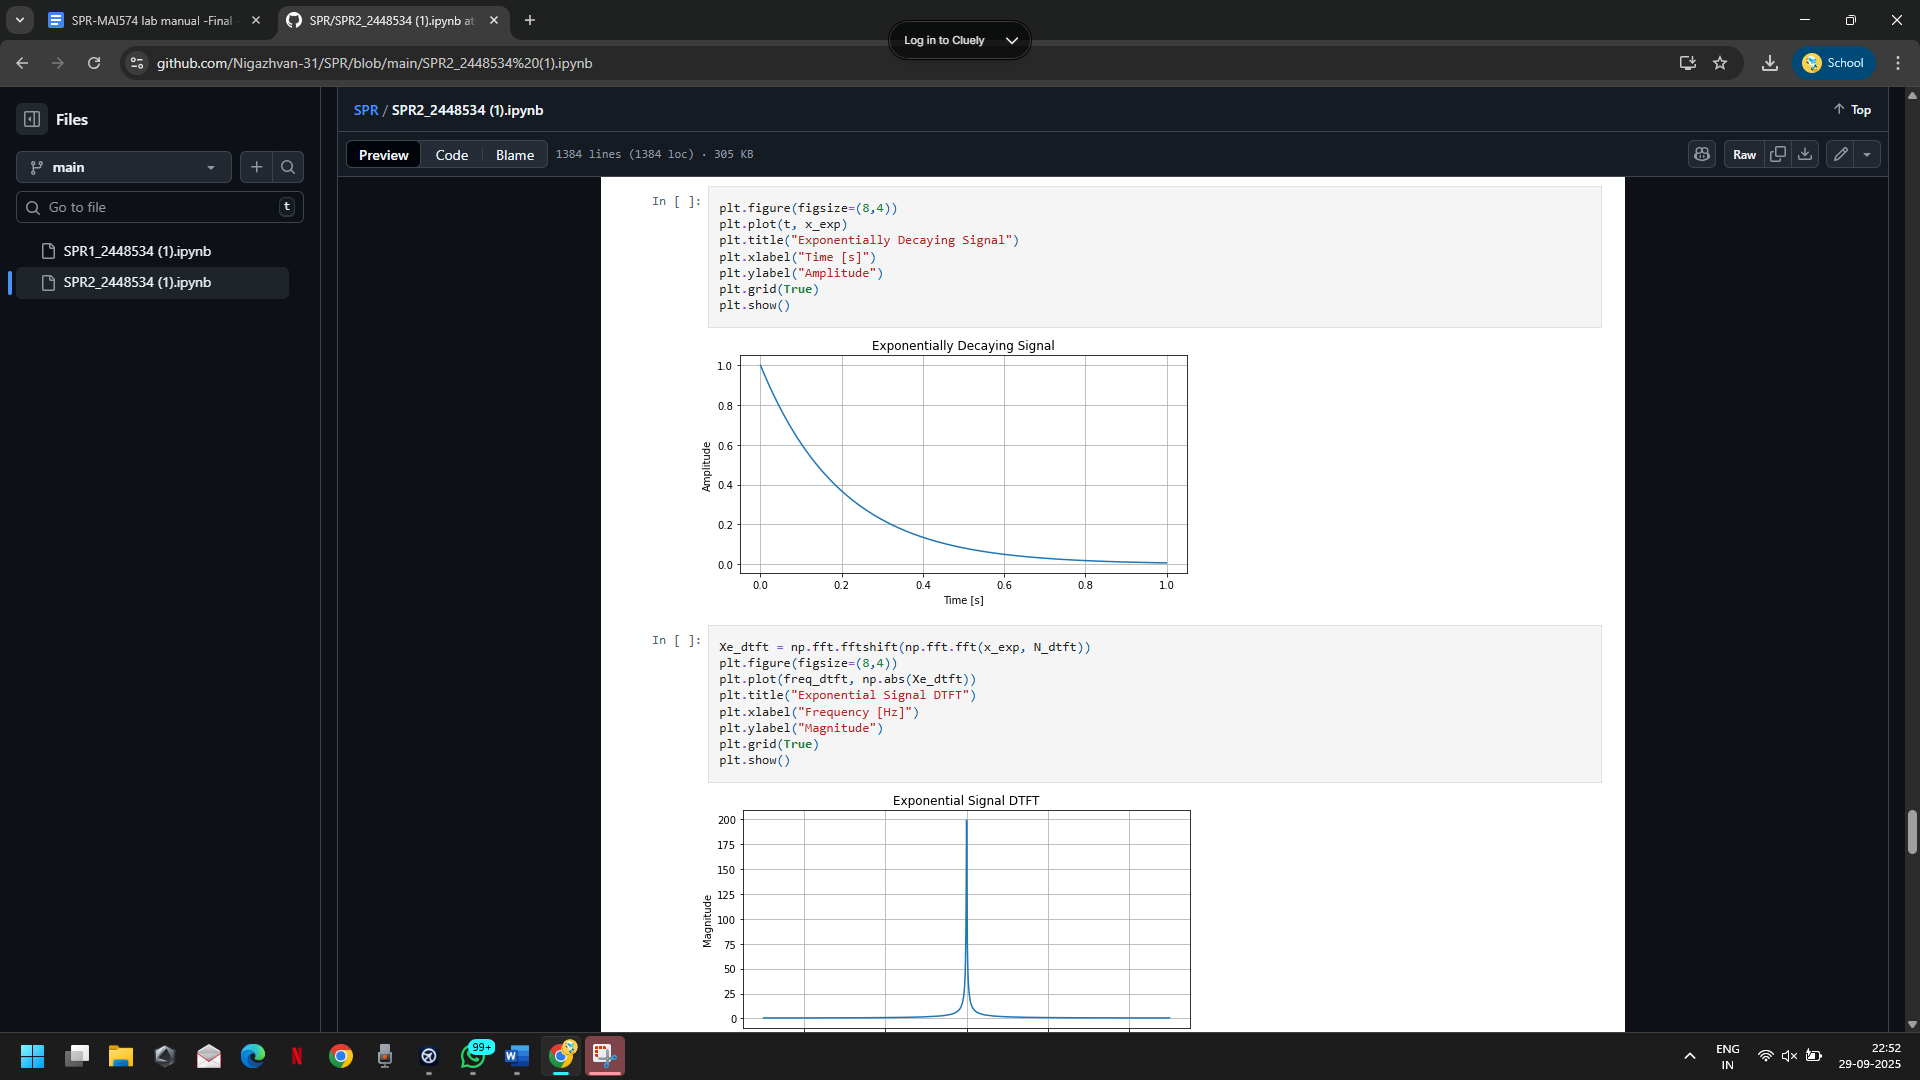 SPR-MAI574 lab manual -Final
SPR/SPR2_2448534 (1).ipynb at
Log in to Cluely
github.com/Nigazhvan-31/SPR/blob/main/SPR2_2448534%20(1).ipynb
School
Files
SPR / SPR2_2448534 (1).ipynb
Top
main
Preview
Code
Blame
1384 lines (1384 loc) · 305 KB
Raw
Go to file
t
SPR1_2448534 (1).ipynb
SPR2_2448534 (1).ipynb
In [ ]:
plt.figure(figsize=(8,4))
plt.plot(t, x_exp)
plt.title("Exponentially Decaying Signal")
plt.xlabel("Time [s]")
plt.ylabel("Amplitude")
plt.grid(True)
plt.show()
Exponentially Decaying Signal
1.0
0.8
0.6
0.4
0.2
0.0
Amplitude
0.0 0.2 0.4 0.6 0.8 1.0
Time [s]
In [ ]:
Xe_dtft = np.fft.fftshift(np.fft.fft(x_exp, N_dtft))
plt.figure(figsize=(8,4))
plt.plot(freq_dtft, np.abs(Xe_dtft))
plt.title("Exponential Signal DTFT")
plt.xlabel("Frequency [Hz]")
plt.ylabel("Magnitude")
plt.grid(True)
plt.show()
Exponential Signal DTFT
200
175
150
125
100
75
50
25
0
Magnitude
99+
ENG
IN
22:52
29-09-2025